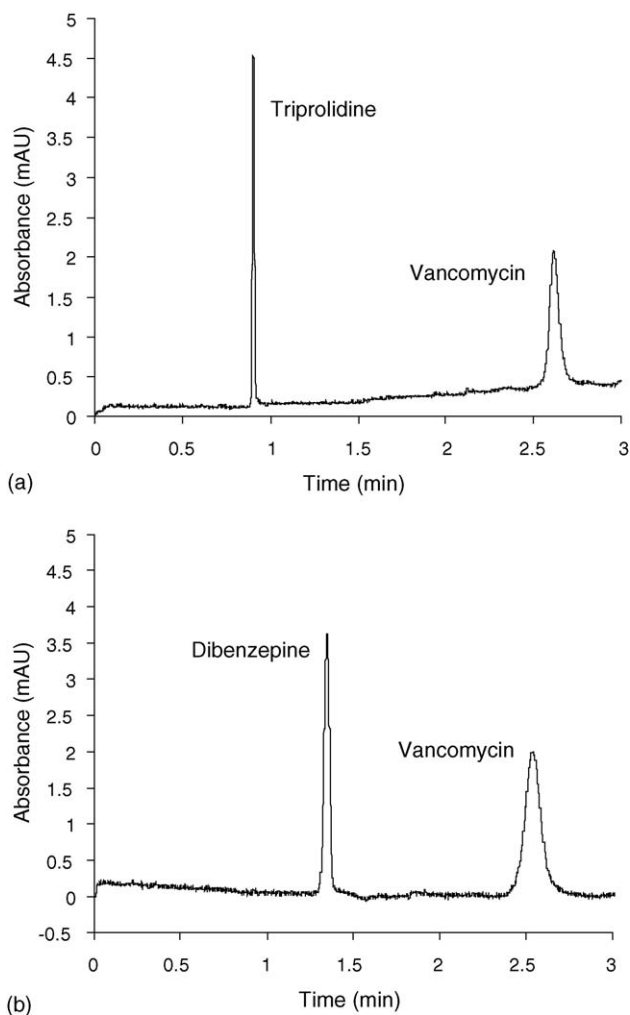 5
4.5
4
3.5
3
2.5
2
1.5
1
0.5
0
Absorbance (mAU)
Triprolidine
Vancomycin
0 0.5 1 1.5 2 2.5 3
Time (min)
(a)
5
4.5
4
3.5
3
2.5
2
1.5
1
0.5
0
-0.5
Absorbance (mAU)
Dibenzepine
Vancomycin
0 0.5 1 1.5 2 2.5 3
Time (min)
(b)